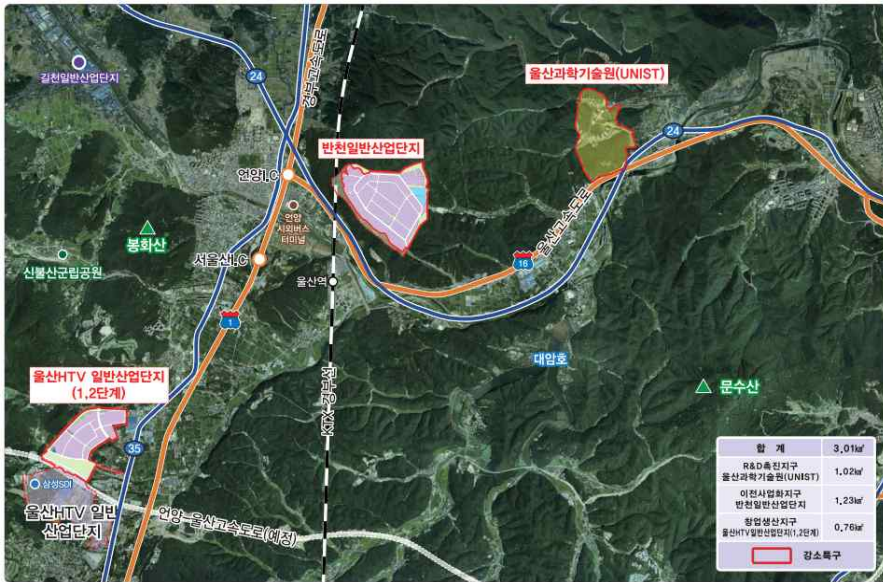 길천일반산업단지
24
경부고속도로
울산과학기술원(UNIST)
24
반천일반산업단지
언양I.C
언양
시외버스
터미널
봉화산
신불산군립공원
서울산I.C
울산역
울산고속도로
16
1
대암호
문수산
울산HTV 일반산업단지
(1,2단계)
KTX경부선
35
삼성SDI
울산HTV 일반
산업단지
언양-울산고속도로(예정)
합 계 3.01㎢
R&D촉진지구
울산과학기술원(UNIST) 1.02㎢
이전사업화지구
반천일반산업단지 1.23㎢
창업생산지구
울산HTV일반산업단지(1,2단계) 0.76㎢
강소특구